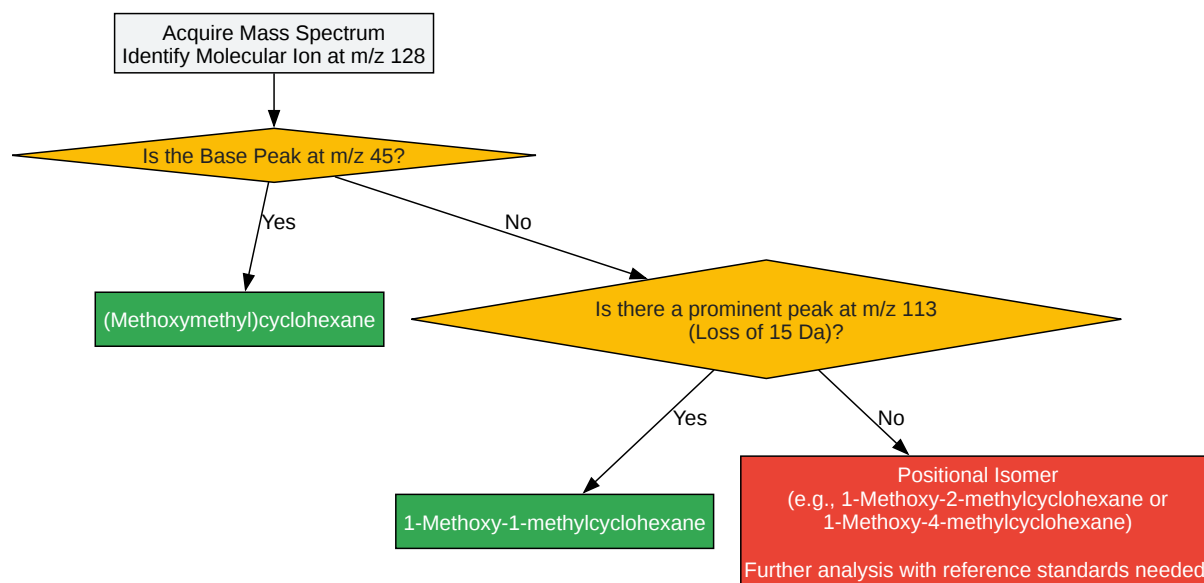 Acquire Mass Spectrum
Identify Molecular Ion at m/z 128
Is the Base Peak at m/z 45?
Yes
No
(Methoxymethyl)cyclohexane
Is there a prominent peak at m/z 113
(Loss of 15 Da)?
Yes
No
1-Methoxy-1-methylcyclohexane
Positional Isomer
(e.g., 1-Methoxy-2-methylcyclohexane or
1-Methoxy-4-methylcyclohexane)
Further analysis with reference standards needed